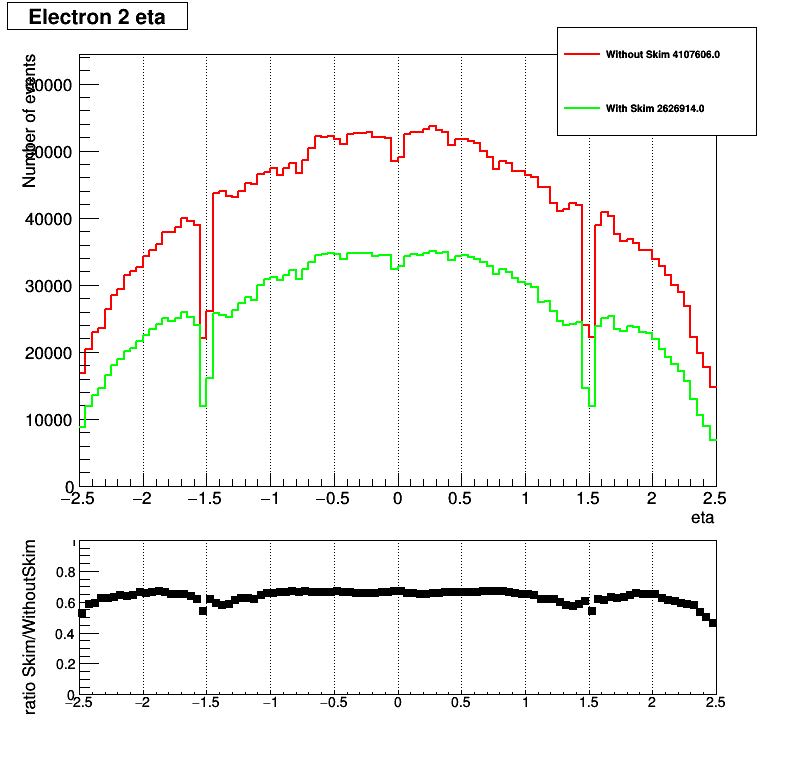 Electron 2 eta
Without Skim 4107606.0
With Skim 2626914.0
Number of events
40000
30000
20000
10000
0
−2.5 −2 −1.5 −1 −0.5 0 0.5 1 1.5 2 2.5
eta
ratio Skim/WithoutSkim
1
0.8
0.6
0.4
0.2
0
−2.5 −2 −1.5 −1 −0.5 0 0.5 1 1.5 2 2.5